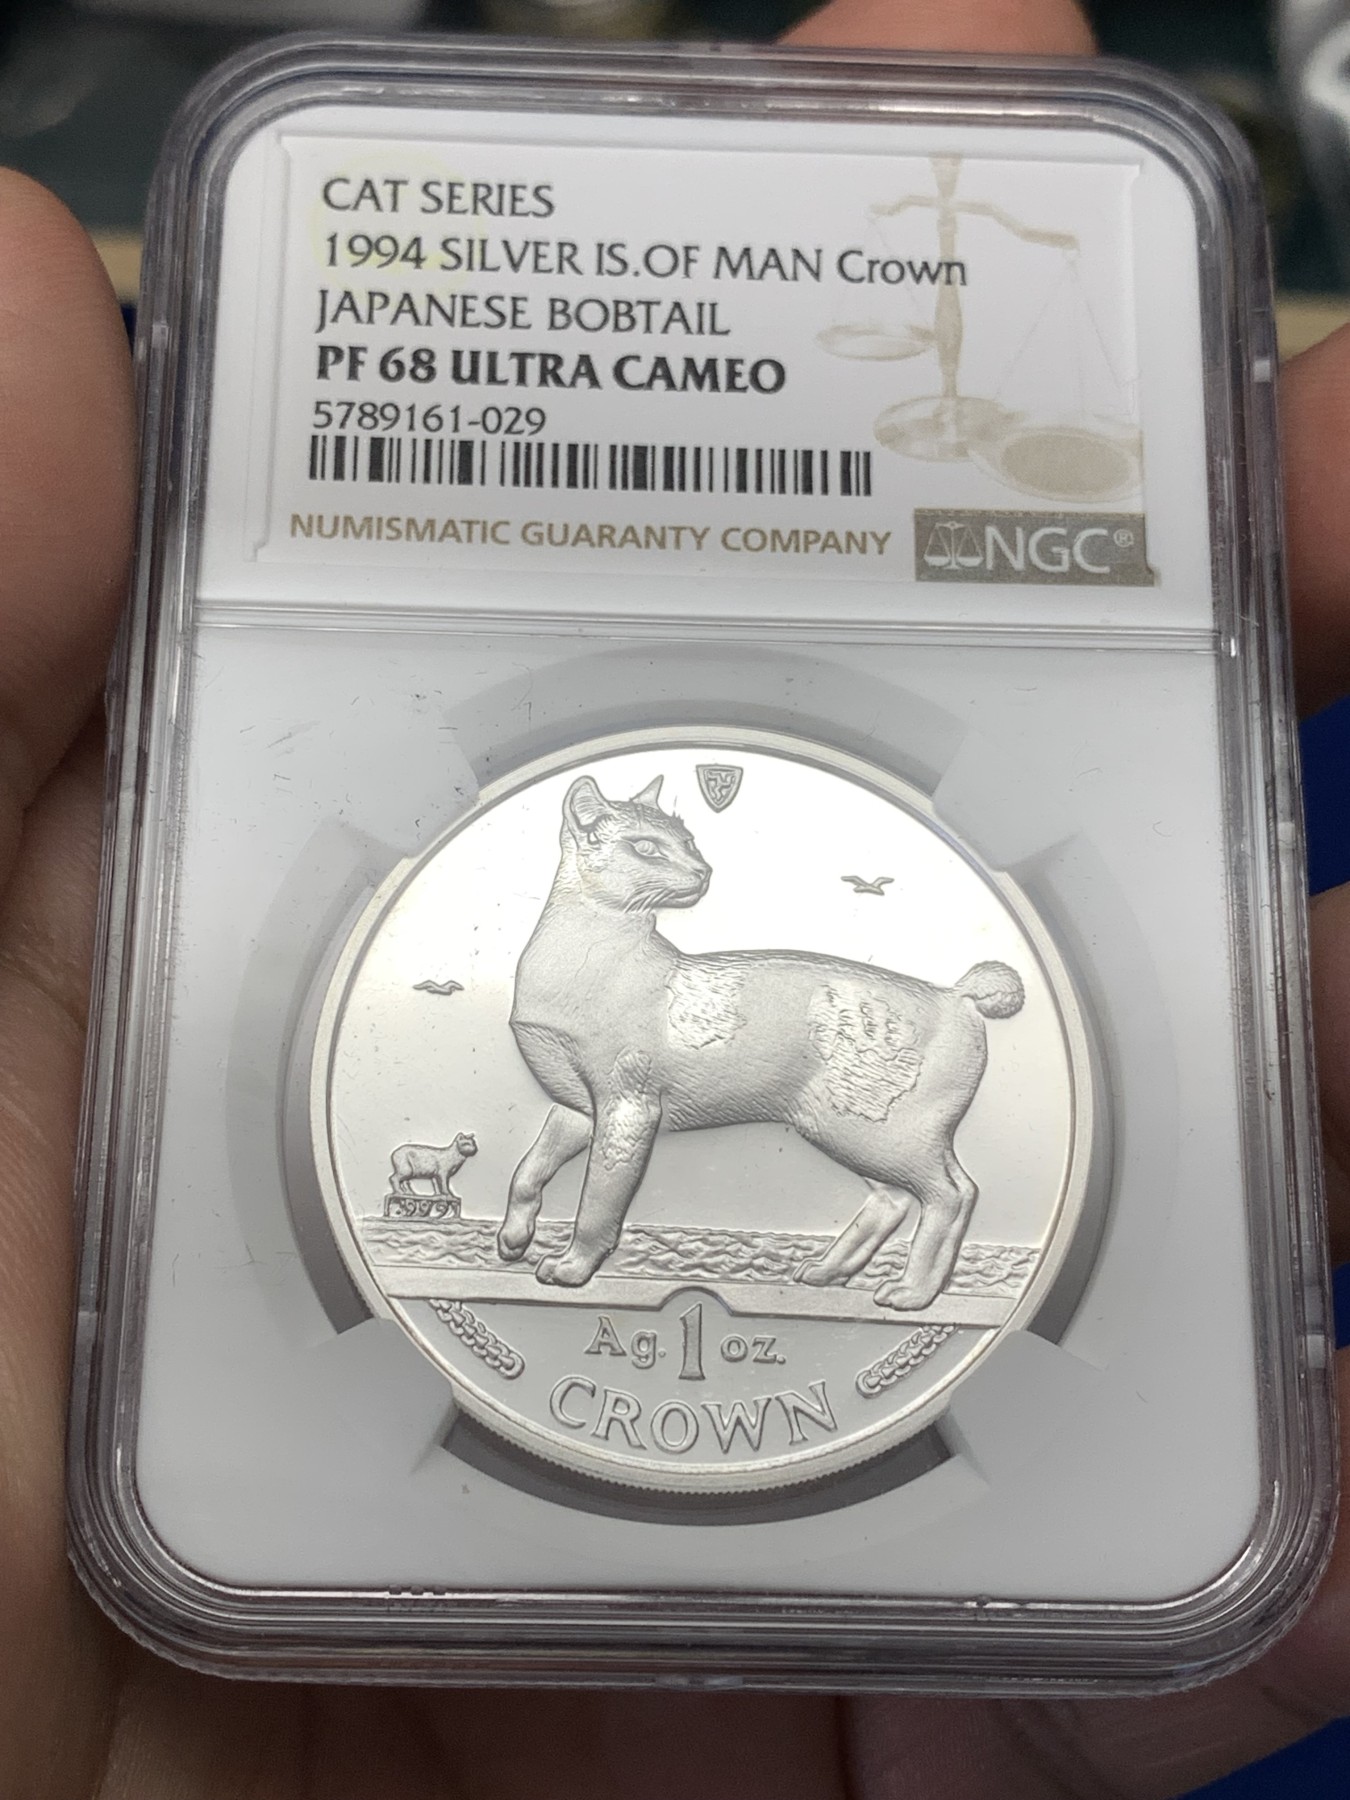 CAT SERIES
1994 SILVER IS.OF MAN Crown
JAPANESE BOBTAIL
PF 68 ULTRA CAMEO
5789161-029
NUMISMATIC GUARANTY COMPANY
NGC®
Ag. 1 oz.
CROWN